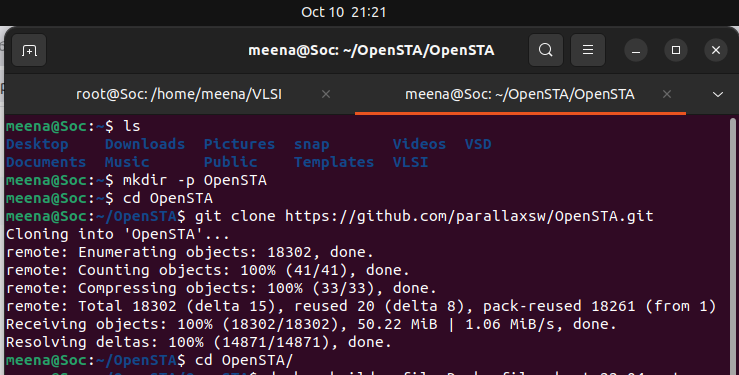 Oct 10 21:21
meena@Soc: ~/OpenSTA/OpenSTA
root@Soc: /home/meena/VLSI × meena@Soc: ~/OpenSTA/OpenSTA ×
meena@Soc:~$ ls
Desktop Downloads Pictures snap Videos VSD
Documents Music Public Templates VLSI
meena@Soc:~$ mkdir -p OpenSTA
meena@Soc:~$ cd OpenSTA
meena@Soc:~/OpenSTA$ git clone https://github.com/parallaxsw/OpenSTA.git
Cloning into 'OpenSTA'...
remote: Enumerating objects: 18302, done.
remote: Counting objects: 100% (41/41), done.
remote: Compressing objects: 100% (33/33), done.
remote: Total 18302 (delta 15), reused 20 (delta 8), pack-reused 18261 (from 1)
Receiving objects: 100% (18302/18302), 50.22 MiB | 1.06 MiB/s, done.
Resolving deltas: 100% (14871/14871), done.
meena@Soc:~/OpenSTA$ cd OpenSTA/